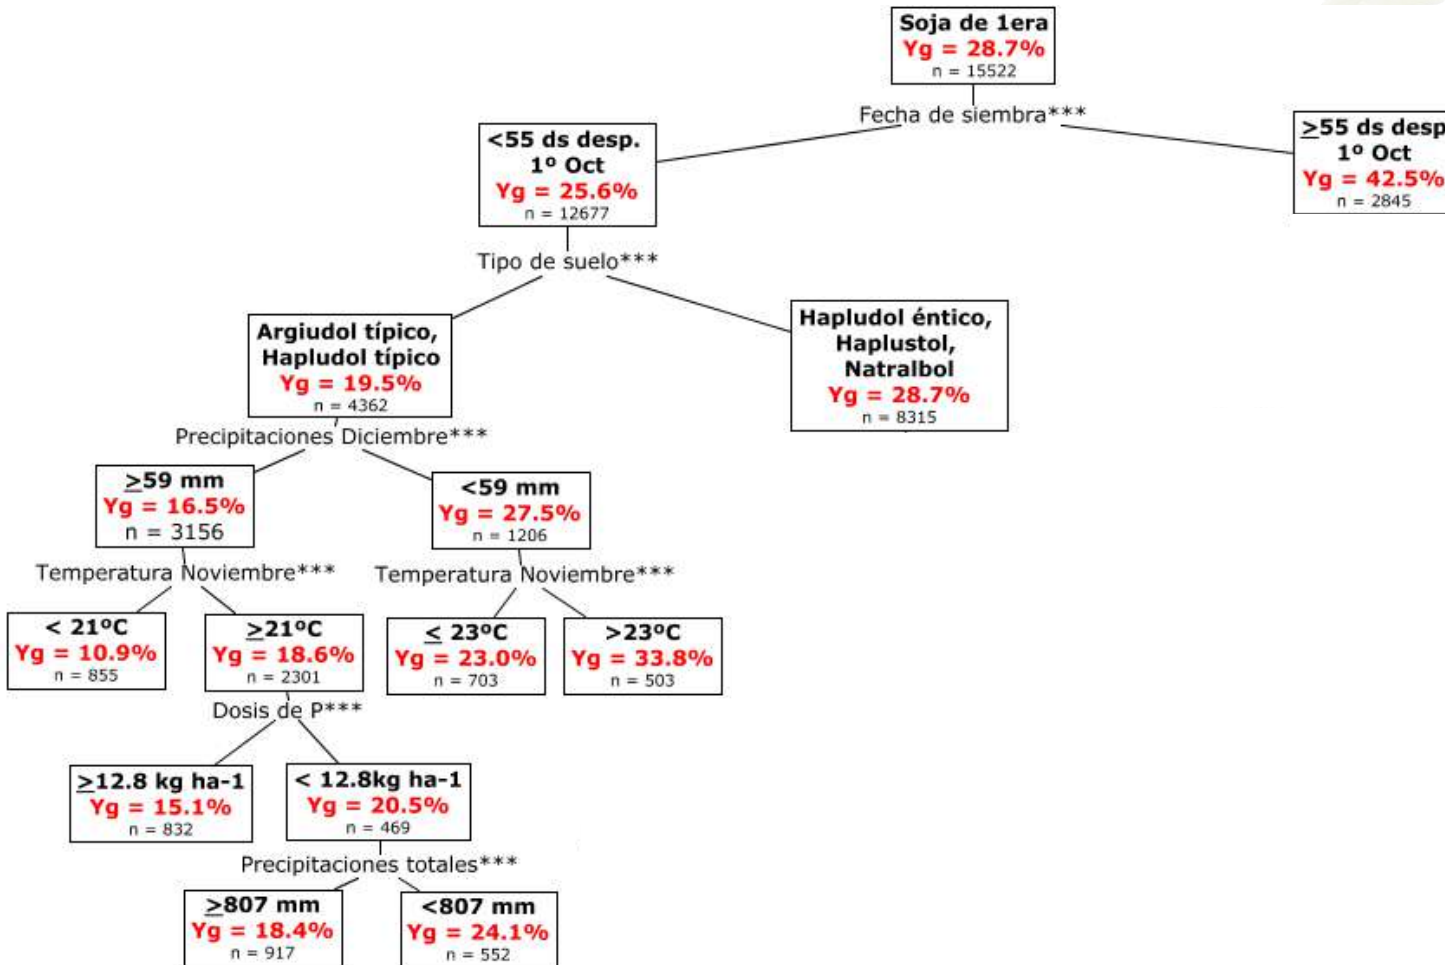 Soja de 1era
Yg = 28.7%
n = 15522
Fecha de siembra***
<55 ds desp.
1º Oct
Yg = 25.6%
n = 12677
≥55 ds desp
1º Oct
Yg = 42.5%
n = 2845
Tipo de suelo***
Argiudol típico,
Hapludol típico
Yg = 19.5%
n = 4362
Hapludol éntico,
Haplustol,
Natralbol
Yg = 28.7%
n = 8315
Precipitaciones Diciembre***
≥59 mm
Yg = 16.5%
n = 3156
<59 mm
Yg = 27.5%
n = 1206
Temperatura Noviembre***
Temperatura Noviembre***
< 21ºC
Yg = 10.9%
n = 855
≥21ºC
Yg = 18.6%
n = 2301
≤ 23ºC
Yg = 23.0%
n = 703
>23ºC
Yg = 33.8%
n = 503
Dosis de P***
≥12.8 kg ha-1
Yg = 15.1%
n = 832
< 12.8kg ha-1
Yg = 20.5%
n = 469
Precipitaciones totales***
≥807 mm
Yg = 18.4%
n = 917
<807 mm
Yg = 24.1%
n = 552